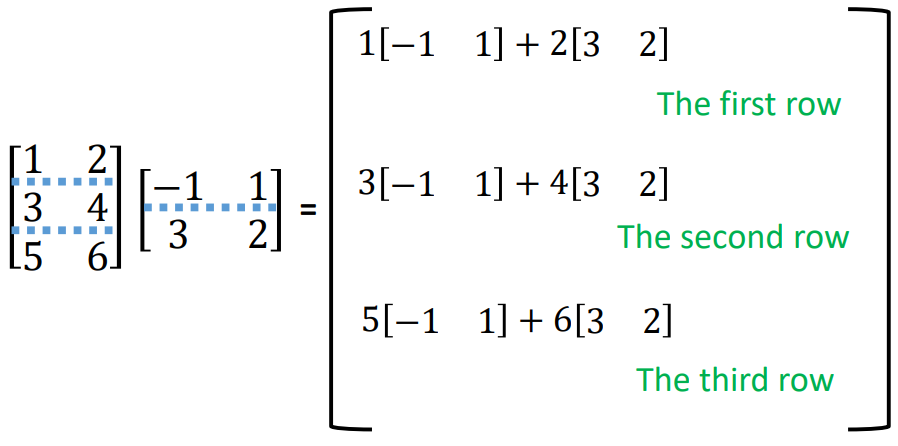 1[−1 1] + 2[3 2]
The first row
[1 2
3 4
5 6] [−1 1
3 2] =
3[−1 1] + 4[3 2]
The second row
5[−1 1] + 6[3 2]
The third row